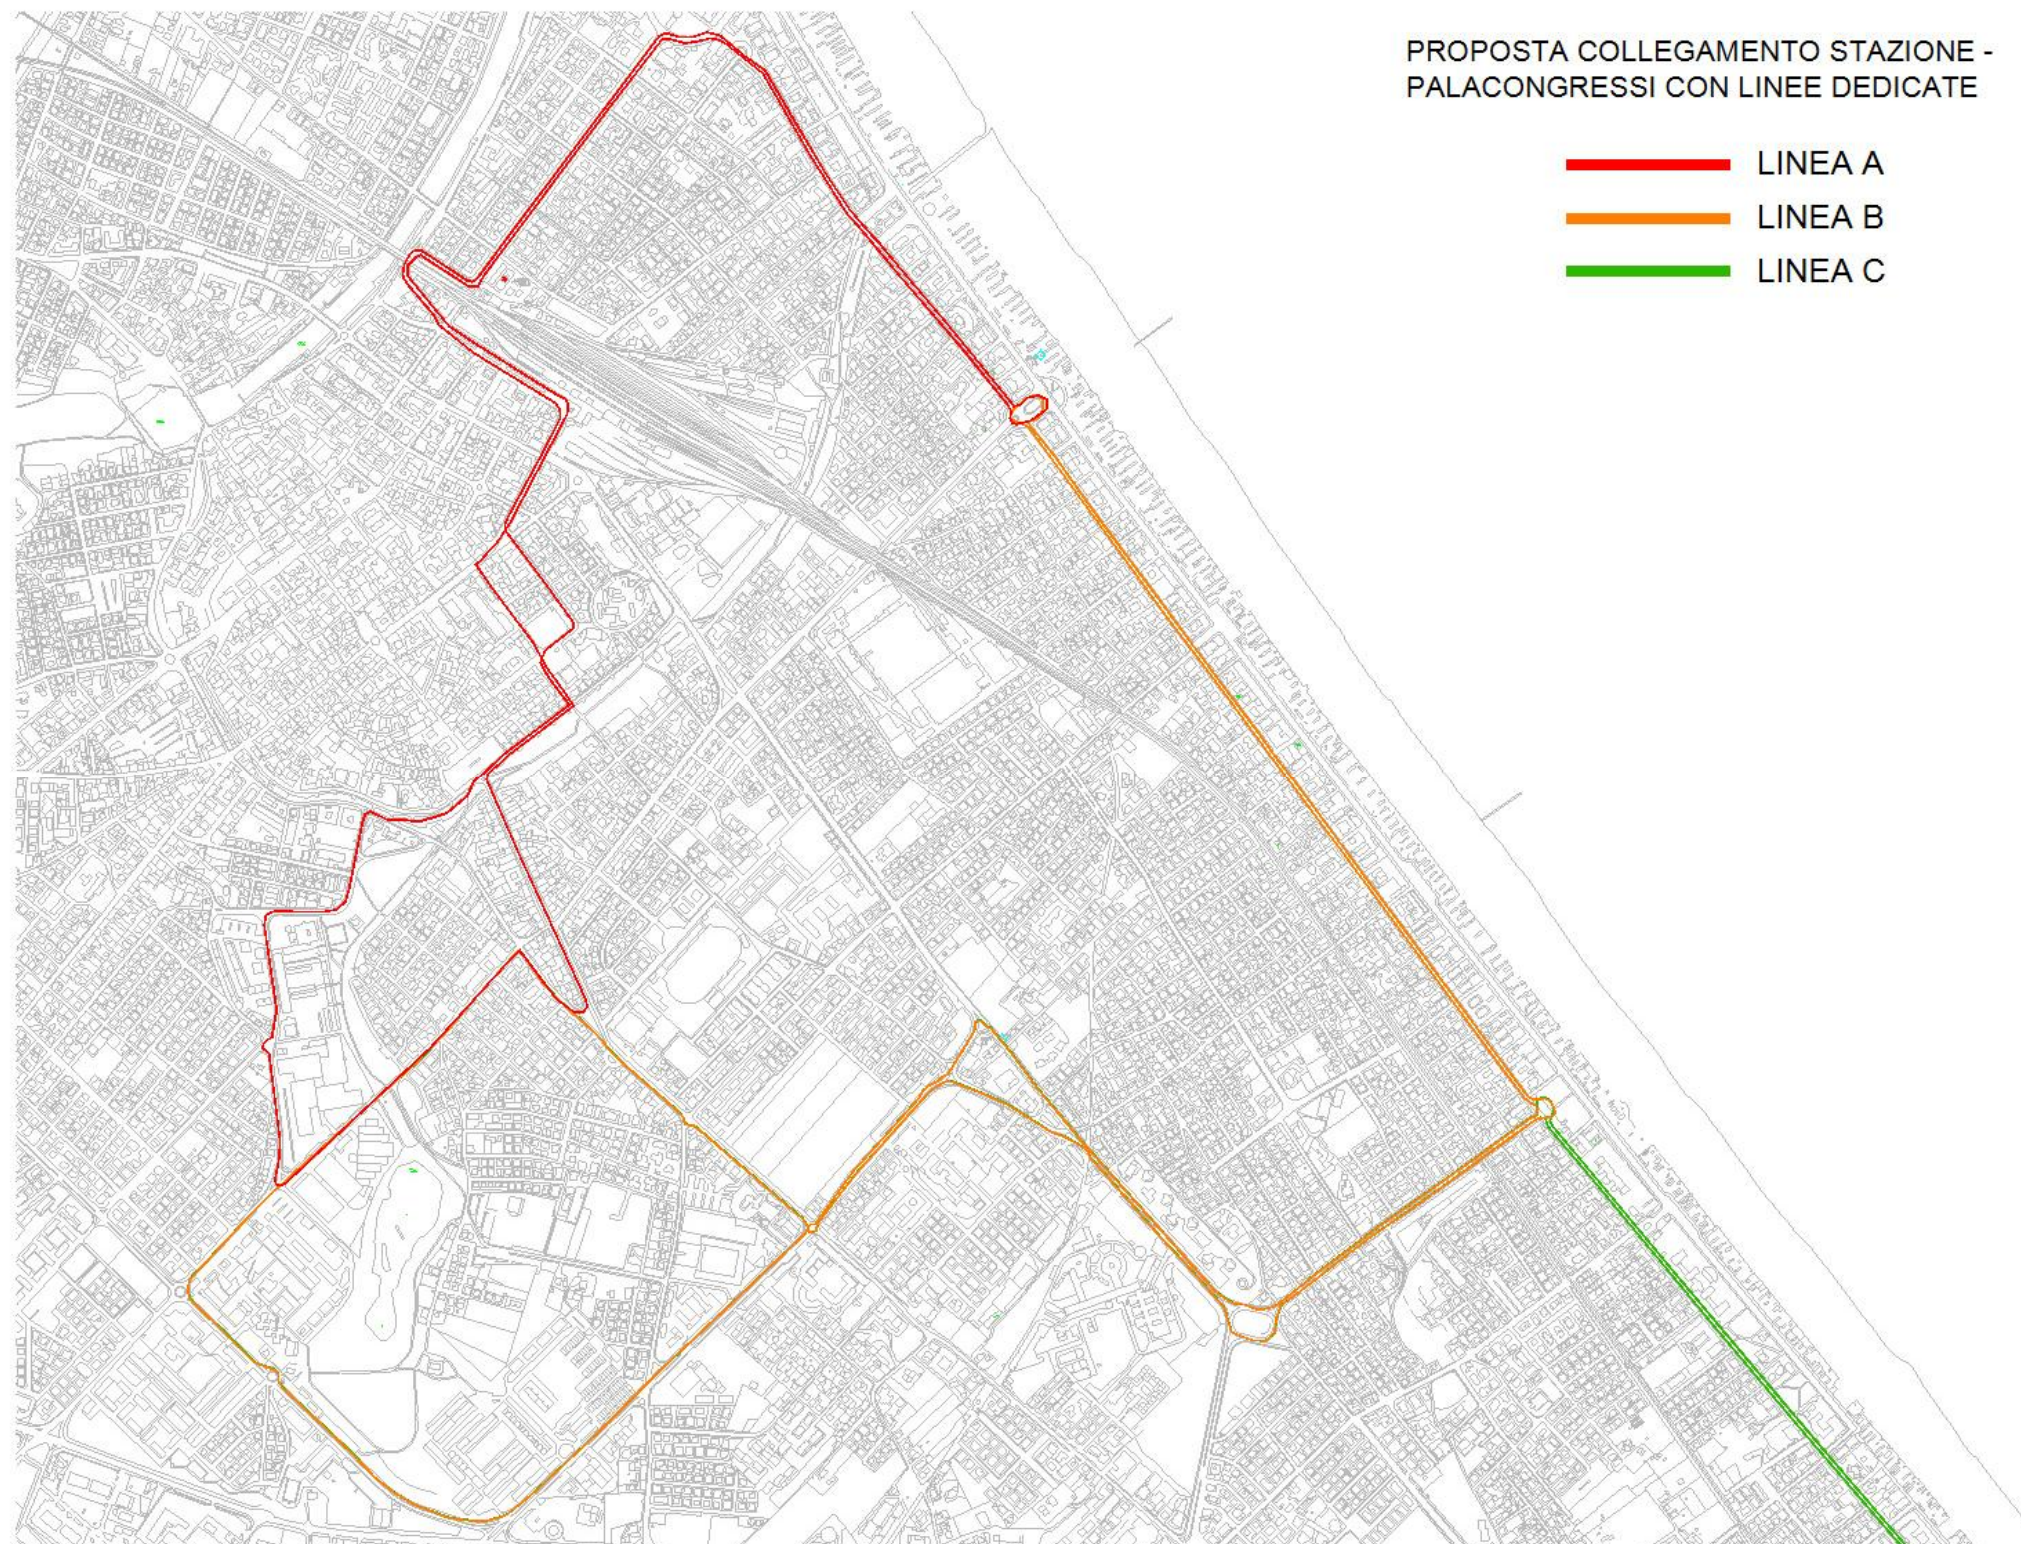 PROPOSTA COLLEGAMENTO STAZIONE -
PALACONGRESSI CON LINEE DEDICATE
LINEA A
LINEA B
LINEA C